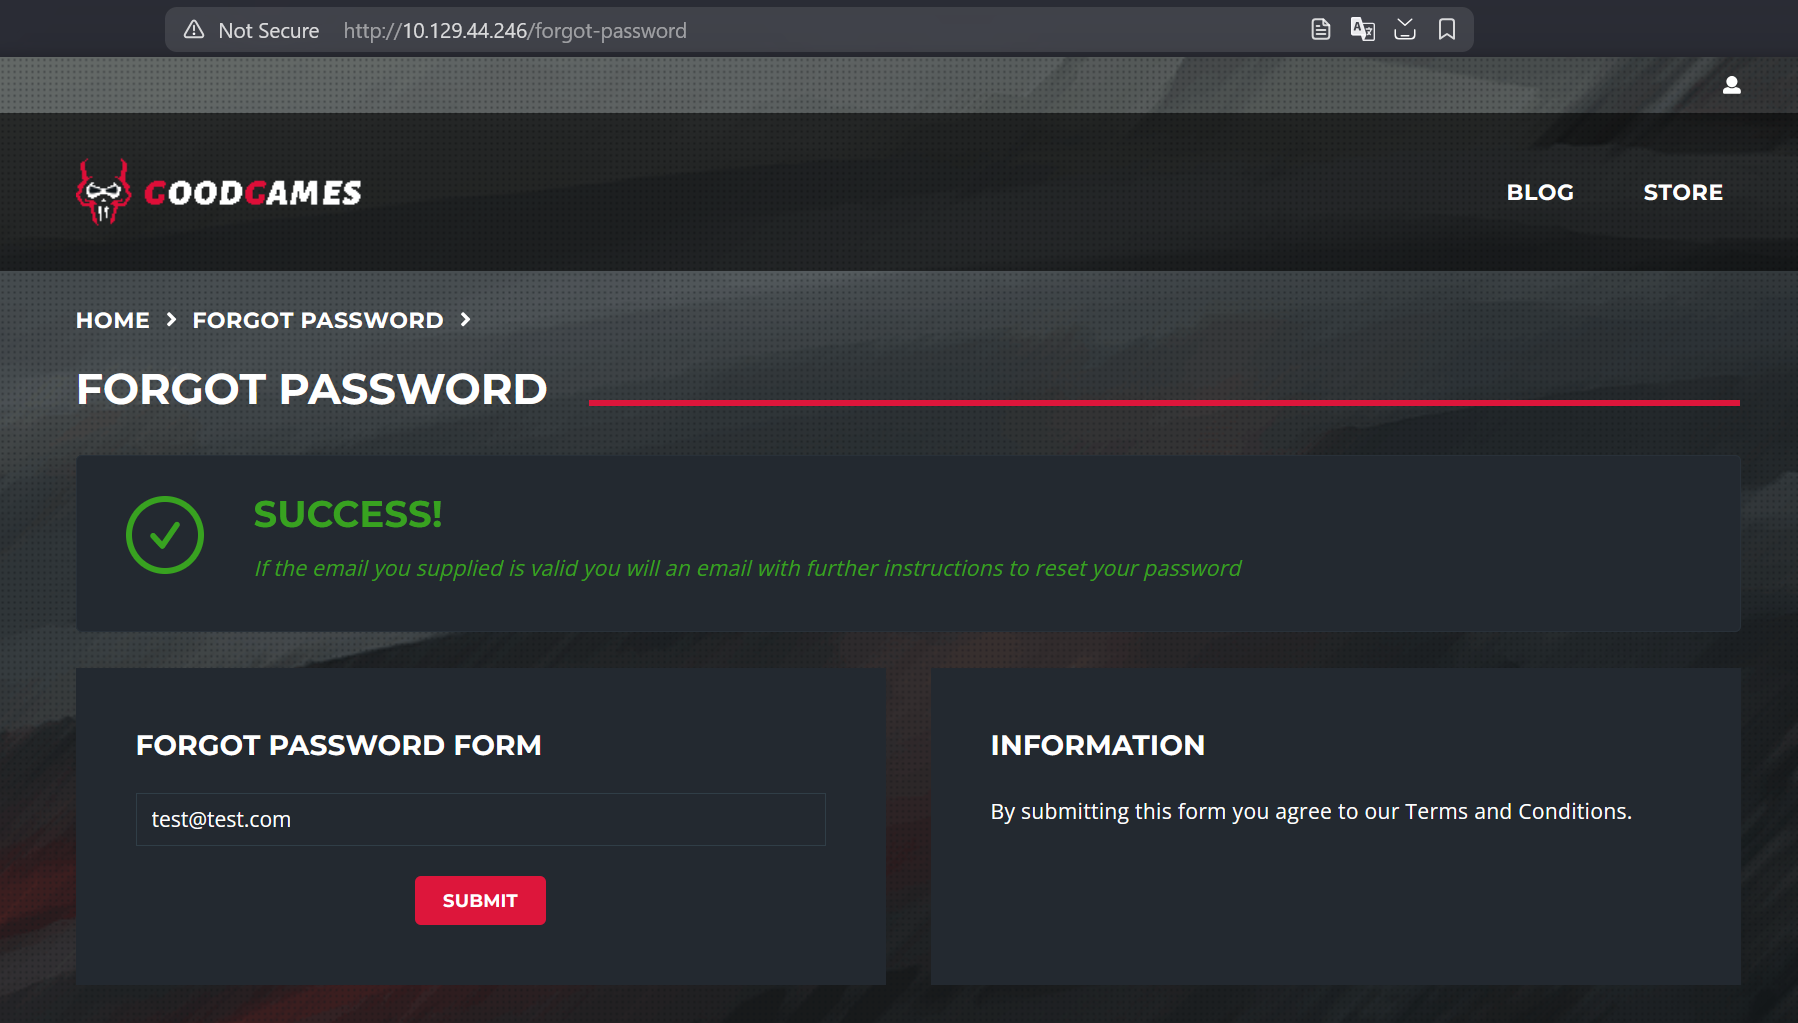 Not Secure http://10.129.44.246/forgot-password
GOODGAMES
BLOG STORE
HOME FORGOT PASSWORD
FORGOT PASSWORD
SUCCESS!
If the email you supplied is valid you will an email with further instructions to reset your password
FORGOT PASSWORD FORM
test@test.com
SUBMIT
INFORMATION
By submitting this form you agree to our Terms and Conditions.